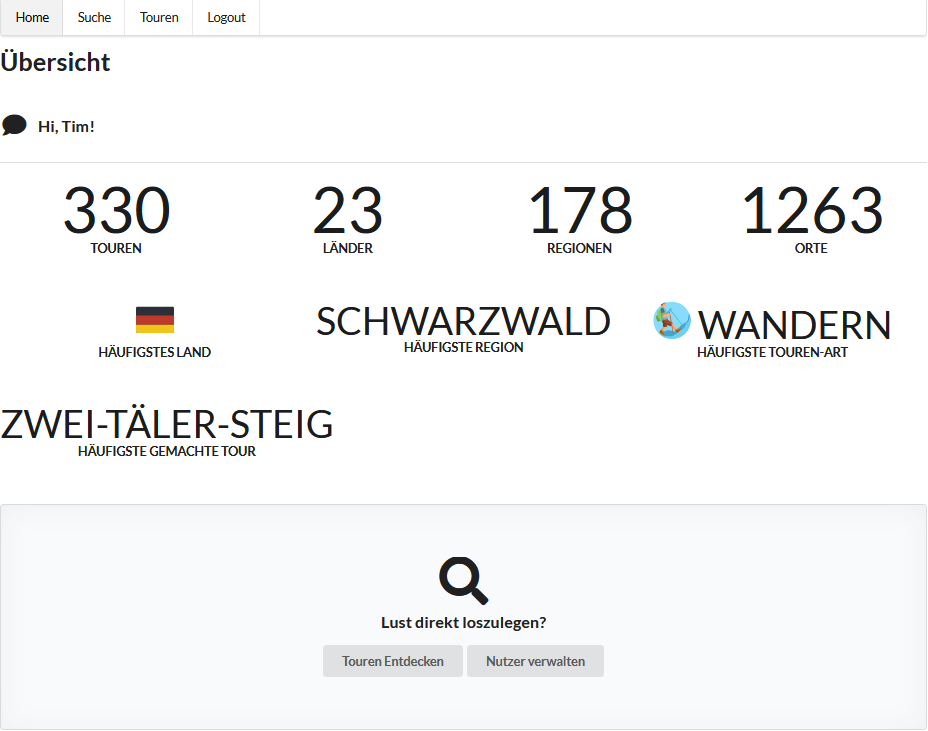 Home Suche Touren Logout
Übersicht
Hi, Tim!
330 23 178 1263
TOUREN LÄNDER REGIONEN ORTE
SCHWARZWALD WANDERN
HÄUFIGSTES LAND HÄUFIGSTE REGION HÄUFIGSTE TOUREN-ART
ZWEI-TÄLER-STEIG
HÄUFIGSTE GEMACHTE TOUR
Lust direkt loszulegen?
Touren Entdecken Nutzer verwalten